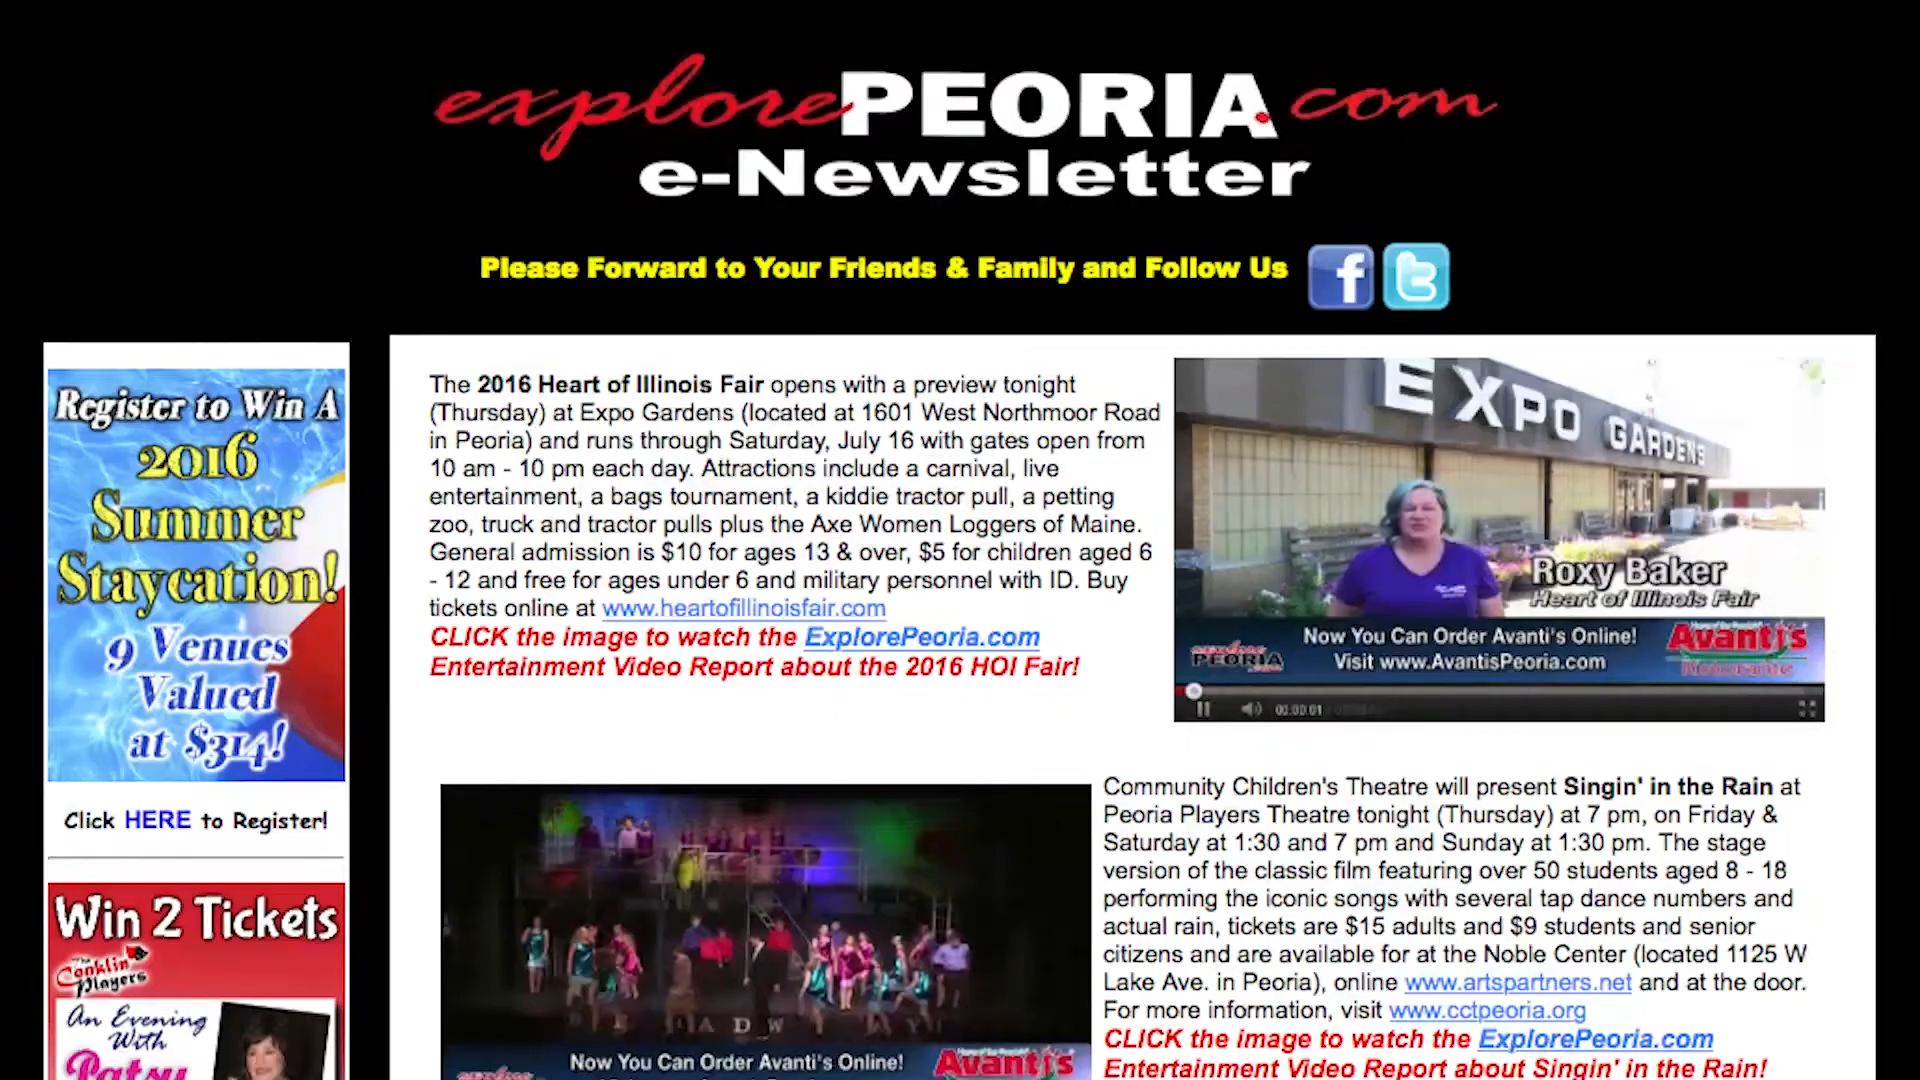 explorePEORIA.com
e-Newsletter
Please Forward to Your Friends & Family and Follow Us
Register to Win A
2016
Summer
Staycation!
9 Venues
Valued
at $314!
Click HERE to Register!
Win 2 Tickets
The
Conklin
Players
An Evening
With
Patsy
The 2016 Heart of Illinois Fair opens with a preview tonight
(Thursday) at Expo Gardens (located at 1601 West Northmoor Road
in Peoria) and runs through Saturday, July 16 with gates open from
10 am - 10 pm each day. Attractions include a carnival, live
entertainment, a bags tournament, a kiddie tractor pull, a petting
zoo, truck and tractor pulls plus the Axe Women Loggers of Maine.
General admission is $10 for ages 13 & over, $5 for children aged 6
- 12 and free for ages under 6 and military personnel with ID. Buy
tickets online at www.heartofillinoisfair.com
CLICK the image to watch the ExplorePeoria.com
Entertainment Video Report about the 2016 HOI Fair!
EXPO GARDENS
Roxy Baker
Heart of Illinois Fair
explore PEORIA
Now You Can Order Avanti's Online!
Visit www.AvantisPeoria.com
Avanti's
Ristorante
00:00:01
BROADWAY
Now You Can Order Avanti's Online!
Avanti's
Community Children's Theatre will present Singin' in the Rain at
Peoria Players Theatre tonight (Thursday) at 7 pm, on Friday &
Saturday at 1:30 and 7 pm and Sunday at 1:30 pm. The stage
version of the classic film featuring over 50 students aged 8 - 18
performing the iconic songs with several tap dance numbers and
actual rain, tickets are $15 adults and $9 students and senior
citizens and are available for at the Noble Center (located 1125 W
Lake Ave. in Peoria), online www.artspartners.net and at the door.
For more information, visit www.cctpeoria.org
CLICK the image to watch the ExplorePeoria.com
Entertainment Video Report about Singin' in the Rain!